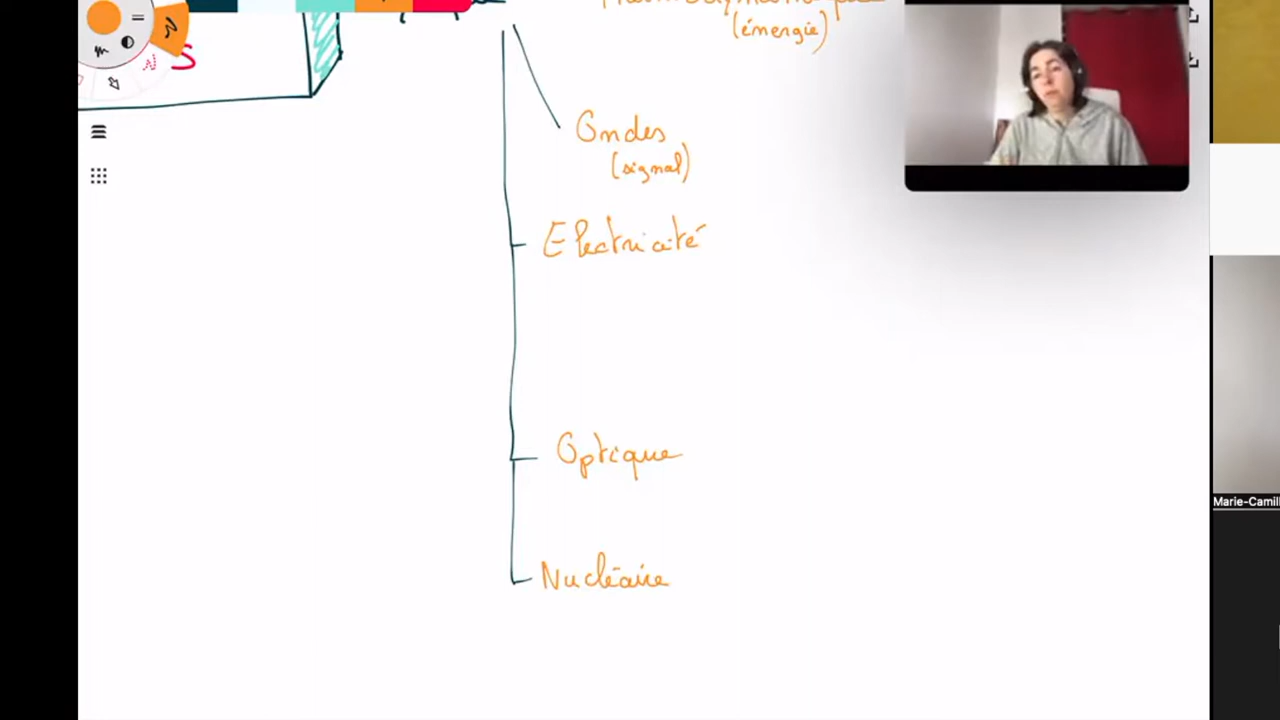 (énergie)
Ondes
(signal)
Electricité
Optique
Nucléaire
N S
Marie-Camil